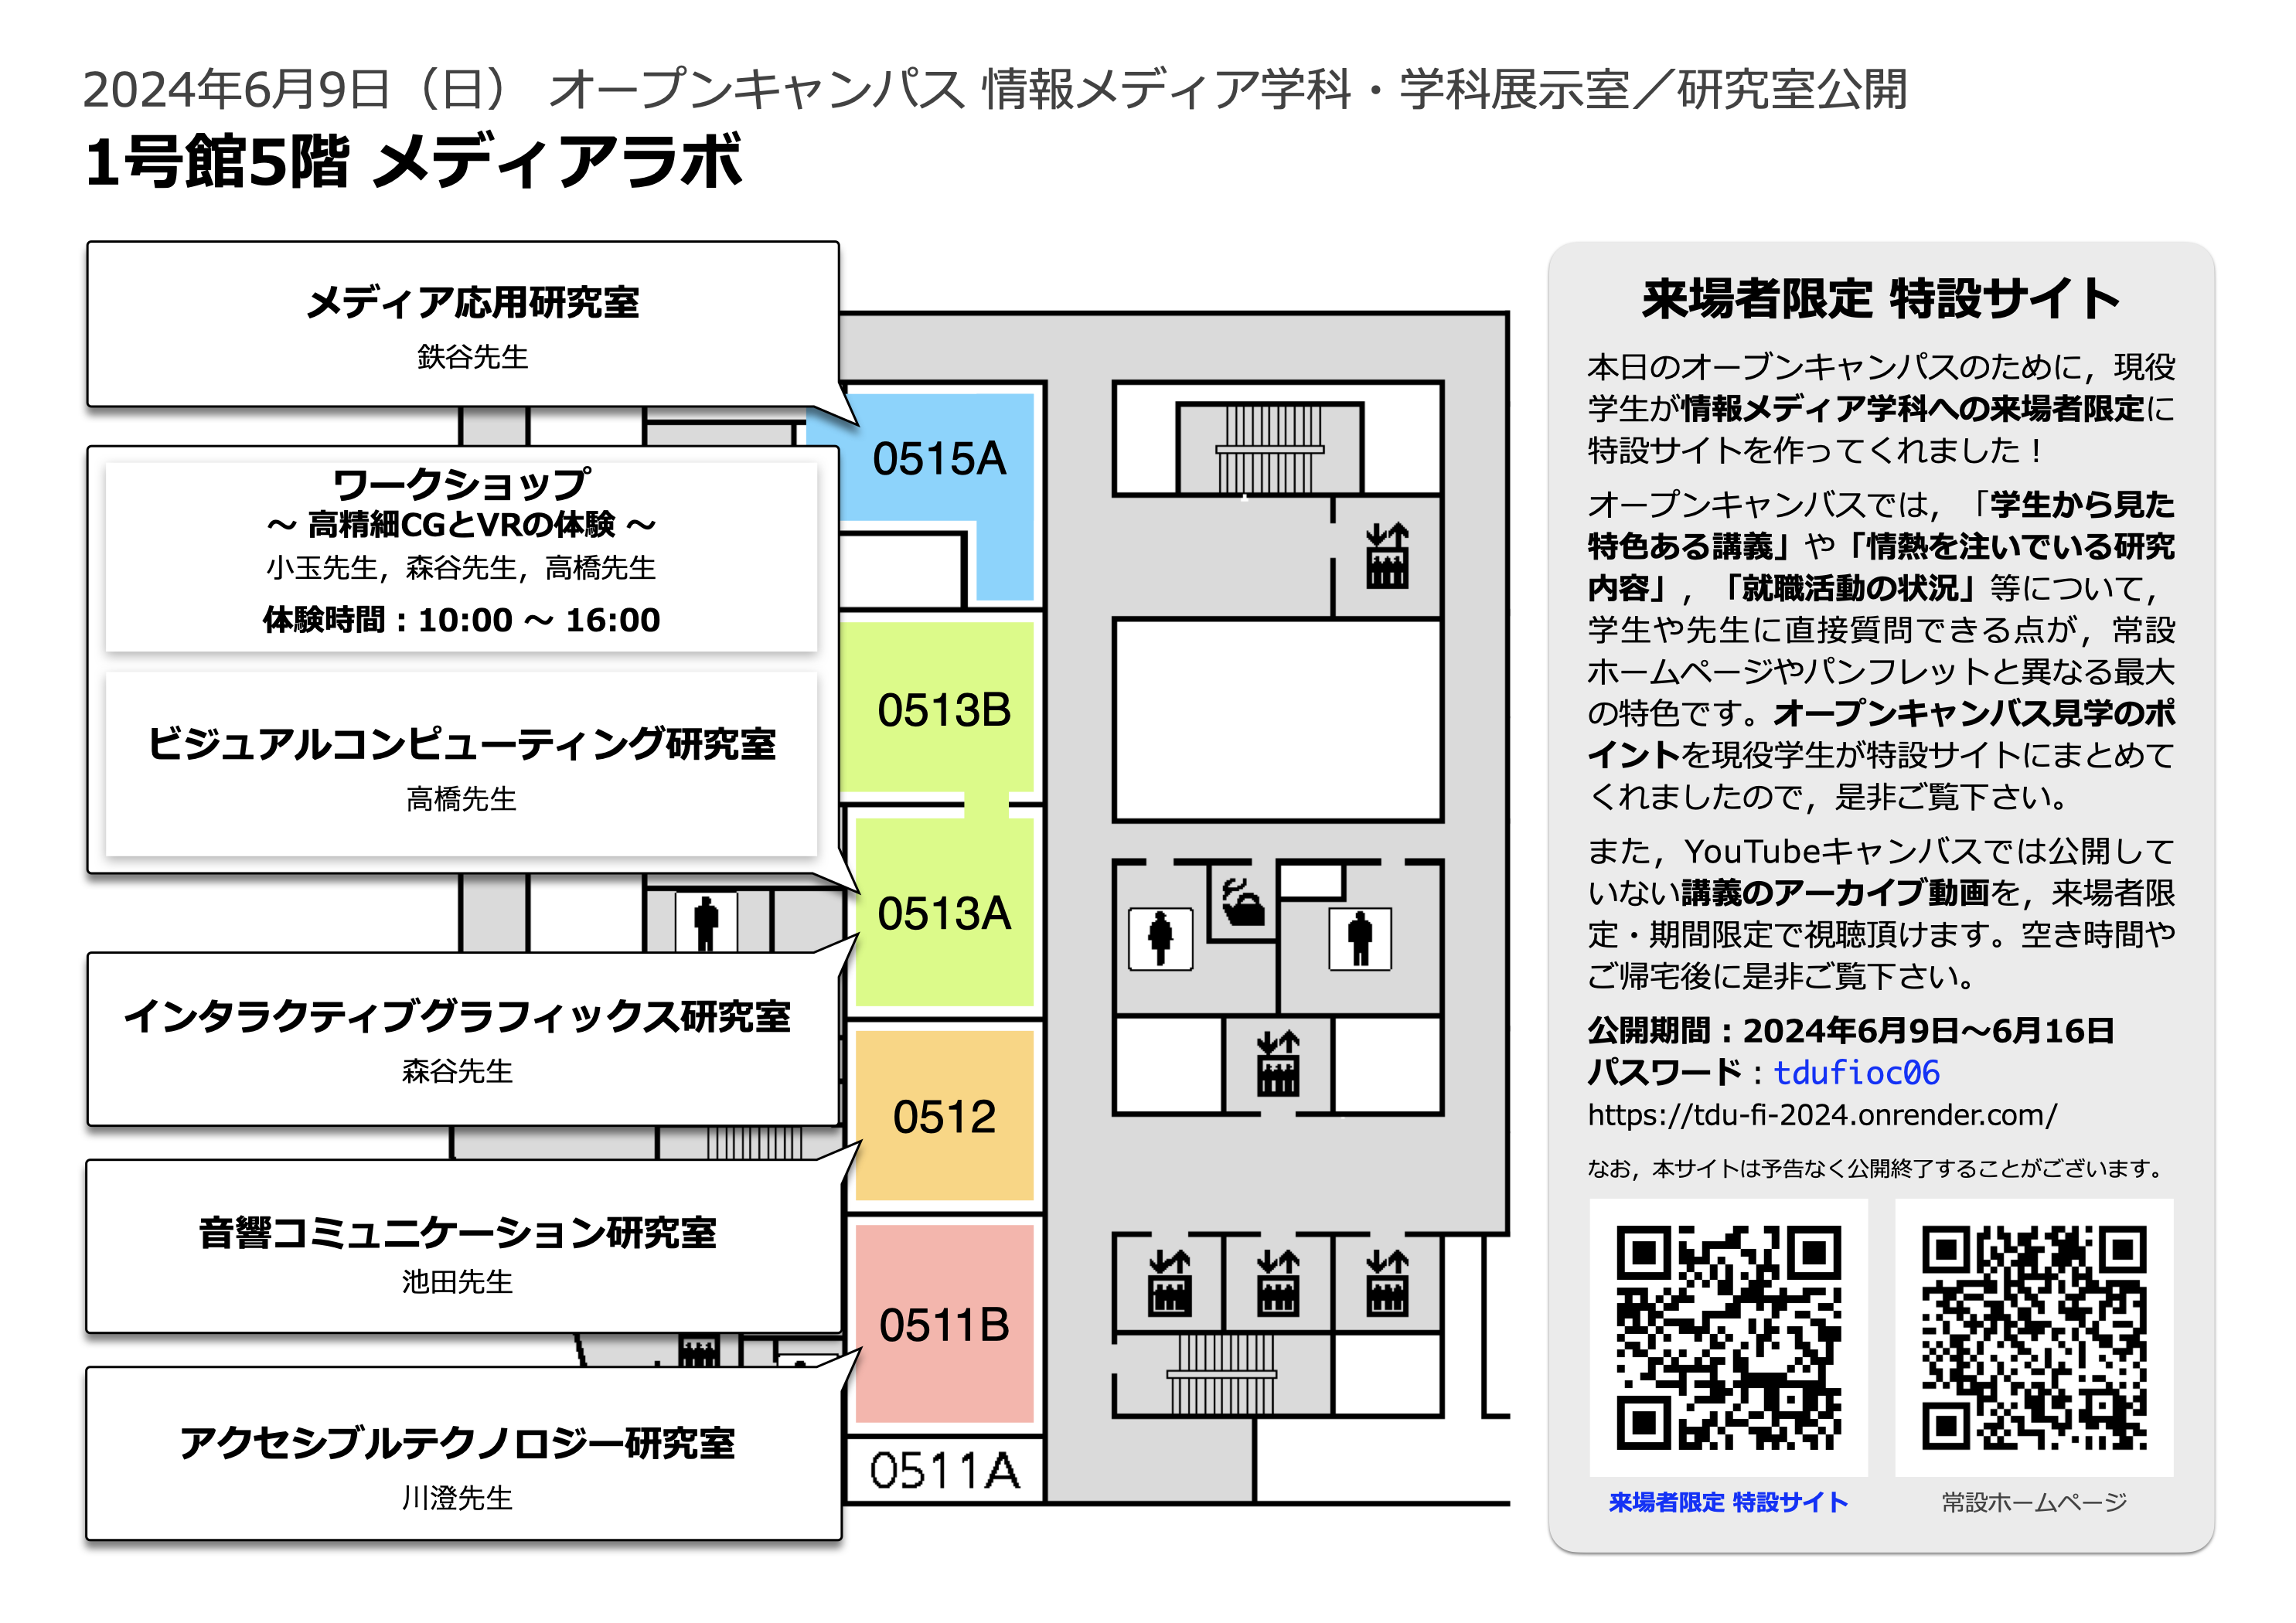 2024年6月9日（日） オープンキャンパス 情報メディア学科・学科展示室／研究室公開
1号館5階 メディアラボ
メディア応用研究室
鉄谷先生
ワークショップ
～ 高精細CGとVRの体験 ～
小玉先生，森谷先生，高橋先生
体験時間：10:00 ～ 16:00
ビジュアルコンピューティング研究室
高橋先生
インタラクティブグラフィックス研究室
森谷先生
音響コミュニケーション研究室
池田先生
アクセシブルテクノロジー研究室
川澄先生
0515A
0513B
0513A
0512
0511B
0511A
来場者限定 特設サイト
本日のオーブンキャンパスのために，現役
学生が情報メディア学科への来場者限定に
特設サイトを作ってくれました！
オープンキャンバスでは，「学生から見た
特色ある講義」や「情熱を注いでいる研究
内容」，「就職活動の状況」等について，
学生や先生に直接質問できる点が，常設
ホームページやパンフレットと異なる最大
の特色です。オープンキャンバス見学のポ
イントを現役学生が特設サイトにまとめて
くれましたので，是非ご覧下さい。
また，YouTubeキャンバスでは公開して
いない講義のアーカイブ動画を，来場者限
定・期間限定で視聴頂けます。空き時間や
ご帰宅後に是非ご覧下さい。
公開期間：2024年6月9日～6月16日
パスワード：tdufioc06
https://tdu-fi-2024.onrender.com/
なお，本サイトは予告なく公開終了することがございます。
来場者限定 特設サイト
常設ホームページ